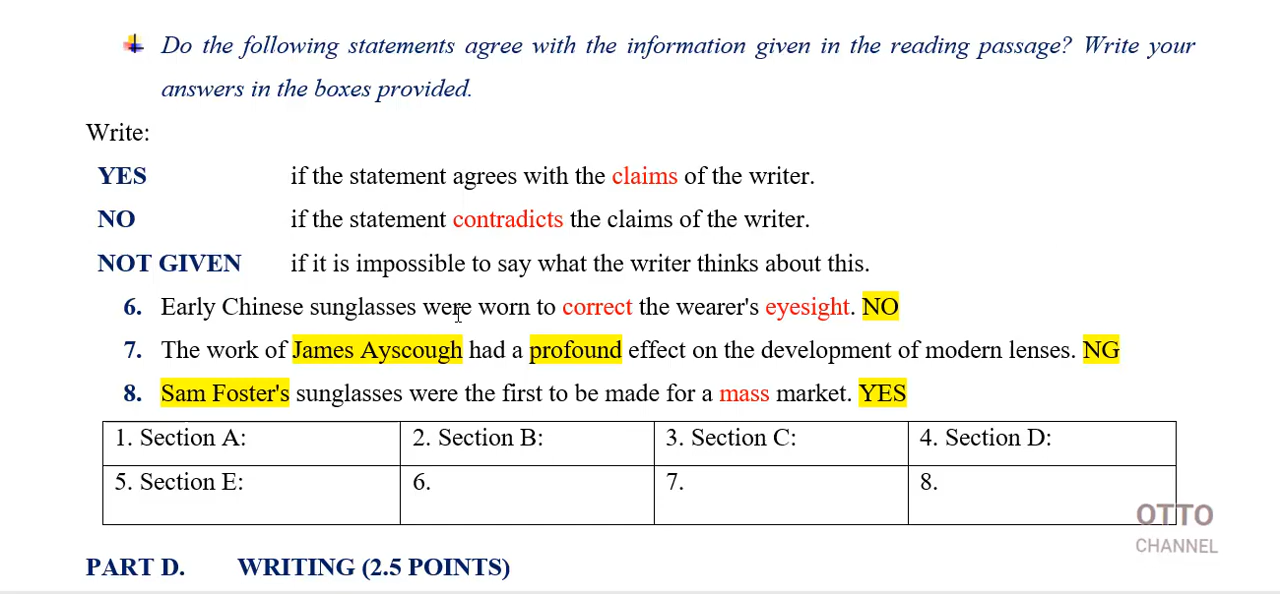 Do the following statements agree with the information given in the reading passage? Write your
answers in the boxes provided.
Write:
YES if the statement agrees with the claims of the writer.
NO if the statement contradicts the claims of the writer.
NOT GIVEN if it is impossible to say what the writer thinks about this.
6. Early Chinese sunglasses were worn to correct the wearer's eyesight. NO
7. The work of James Ayscough had a profound effect on the development of modern lenses. NG
8. Sam Foster's sunglasses were the first to be made for a mass market. YES
1. Section A: 2. Section B: 3. Section C: 4. Section D:
5. Section E: 6. 7. 8.
OTTO
CHANNEL
PART D. WRITING (2.5 POINTS)